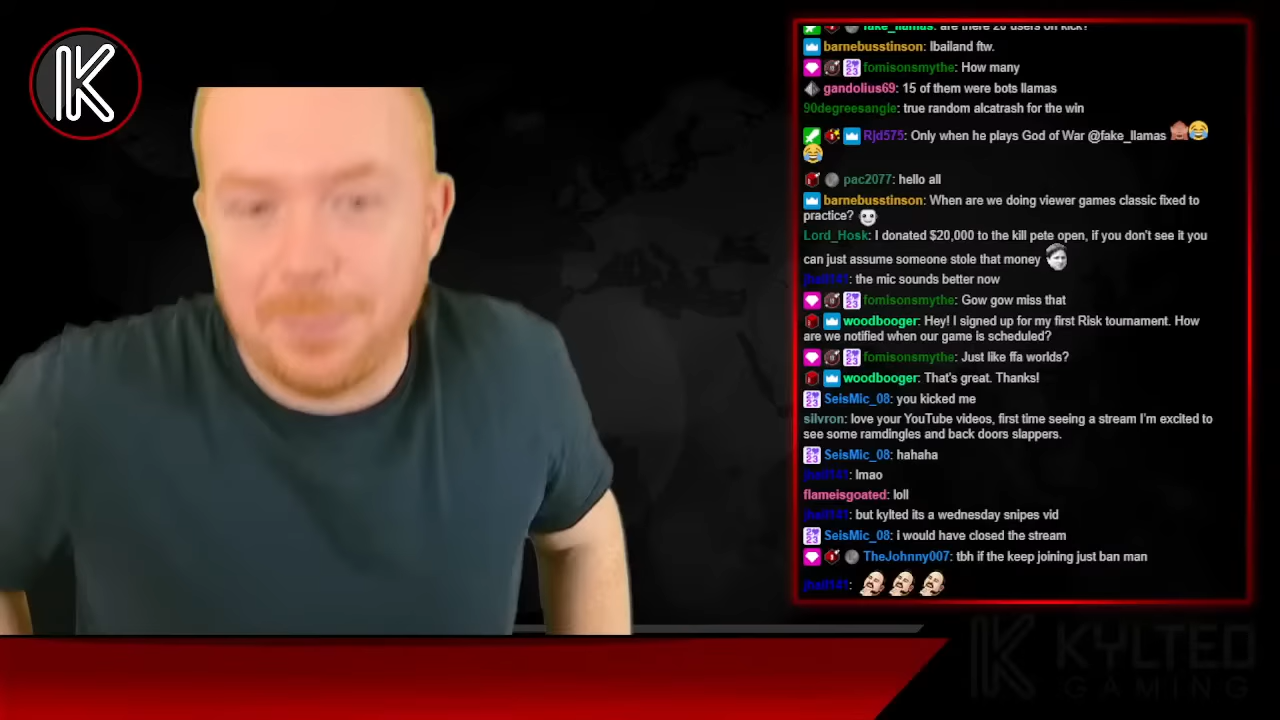 fake_llamas: are there 20 users on kick?
barnebusstinson: lbailand ftw.
fomisonsmythe: How many
gandolius69: 15 of them were bots llamas
90degreesangle: true random alcatrash for the win
Rjd575: Only when he plays God of War @fake_llamas
pac2077: hello all
barnebusstinson: When are we doing viewer games classic fixed to
practice?
Lord_Hosk: I donated $20,000 to the kill pete open, if you don't see it you
can just assume someone stole that money
: the mic sounds better now
fomisonsmythe: Gow gow miss that
woodbooger: Hey! I signed up for my first Risk tournament. How
are we notified when our game is scheduled?
fomisonsmythe: Just like ffa worlds?
woodbooger: That's great. Thanks!
SeisMic_08: you kicked me
silvron: love your YouTube videos, first time seeing a stream I'm excited to
see some ramdingles and back doors slappers.
SeisMic_08: hahaha
: lmao
flameisgoated: loll
: but kylted its a wednesday snipes vid
SeisMic_08: i would have closed the stream
TheJohnny007: tbh if the keep joining just ban man
K
KYLTED
GAMING